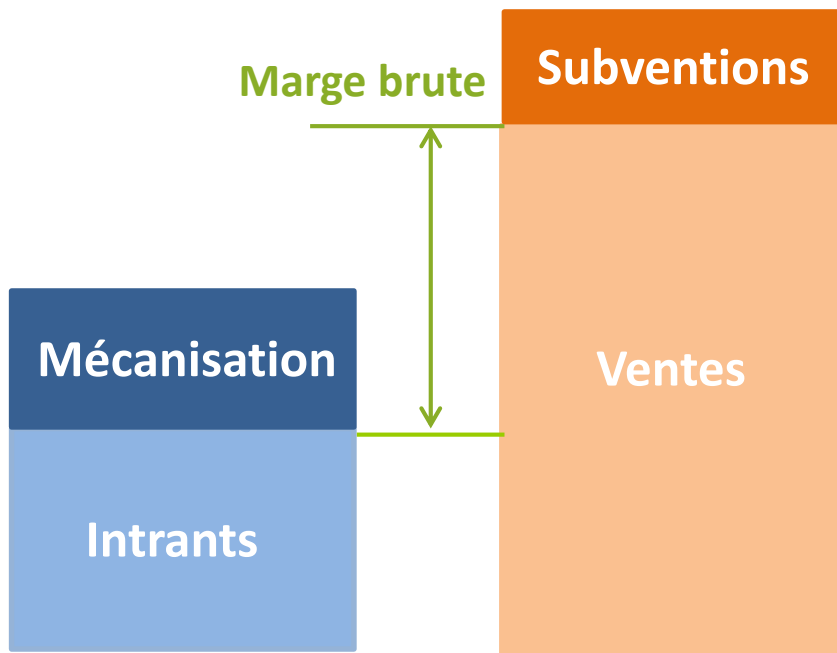 Marge brute
Subventions
Mécanisation
Ventes
Intrants